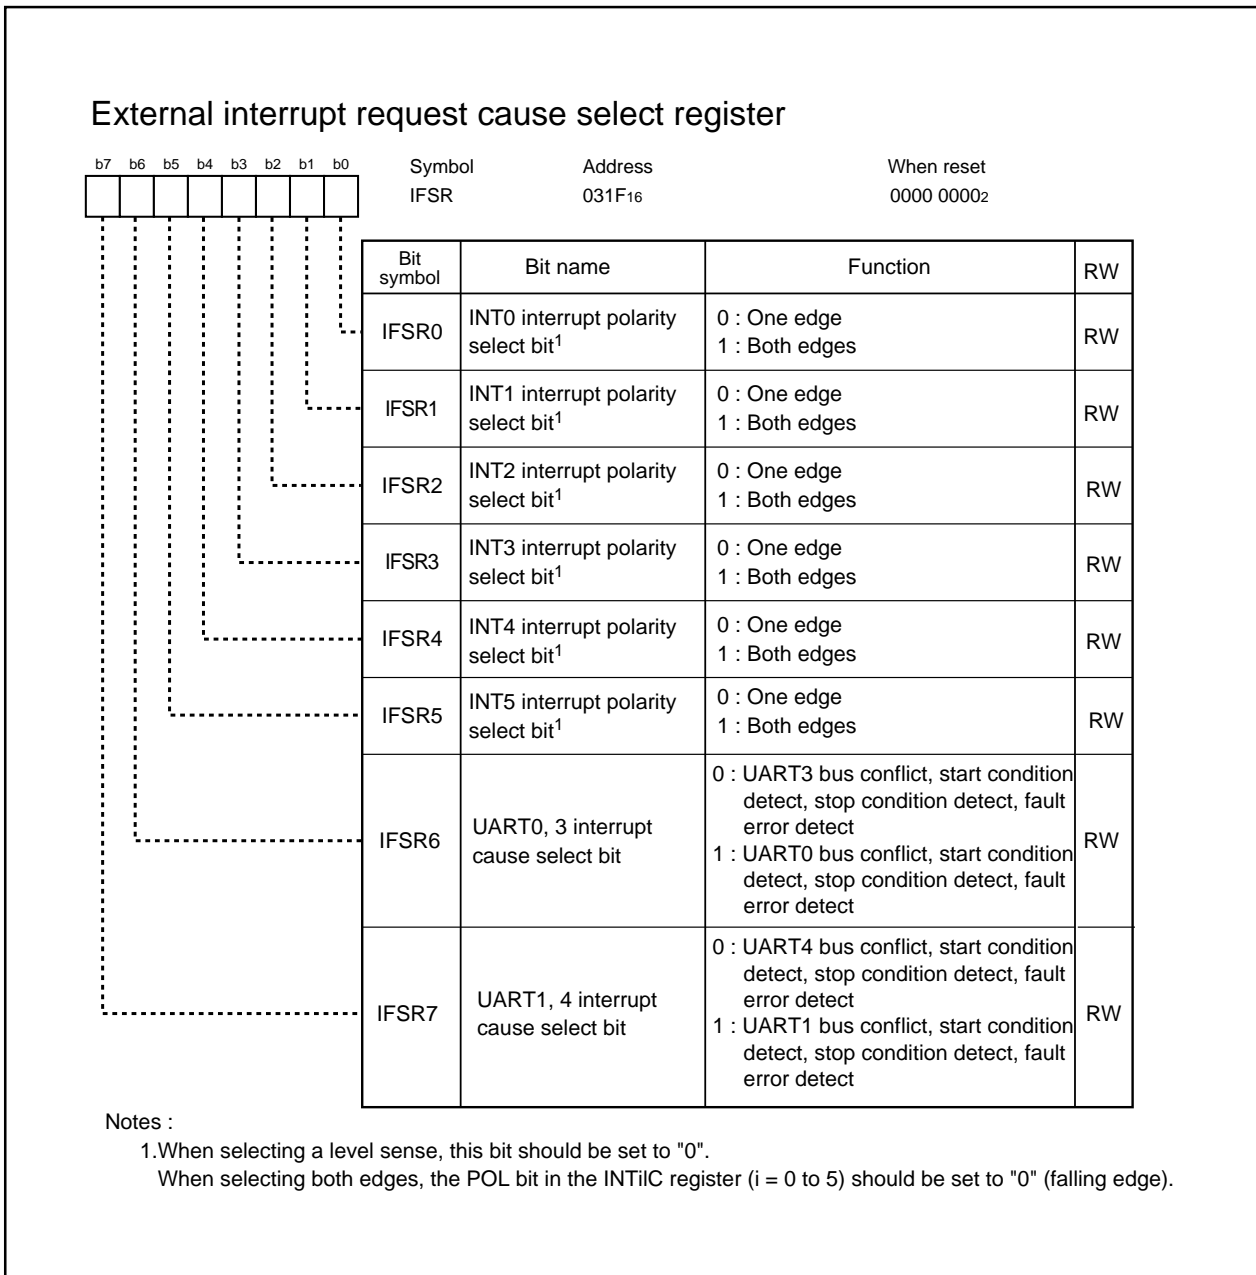 External interrupt request cause select register
b7 b6 b5 b4 b3 b2 b1 b0
Symbol Address When reset
IFSR 031F16 0000 00002
Bit symbol Bit name Function RW
IFSR0 INT0 interrupt polarity select bit1 0 : One edge RW
1 : Both edges
IFSR1 INT1 interrupt polarity select bit1 0 : One edge RW
1 : Both edges
IFSR2 INT2 interrupt polarity select bit1 0 : One edge RW
1 : Both edges
IFSR3 INT3 interrupt polarity select bit1 0 : One edge RW
1 : Both edges
IFSR4 INT4 interrupt polarity select bit1 0 : One edge RW
1 : Both edges
IFSR5 INT5 interrupt polarity select bit1 0 : One edge RW
1 : Both edges
IFSR6
UART0, 3 interrupt
cause select bit
0 : UART3 bus conflict, start condition
detect, stop condition detect, fault
error detect
1 : UART0 bus conflict, start condition
detect, stop condition detect, fault
error detect
RW
IFSR7
UART1, 4 interrupt
cause select bit
0 : UART4 bus conflict, start condition
detect, stop condition detect, fault
error detect
1 : UART1 bus conflict, start condition
detect, stop condition detect, fault
error detect
RW
Notes :
1.When selecting a level sense, this bit should be set to "0".
When selecting both edges, the POL bit in the INTiIC register (i = 0 to 5) should be set to "0" (falling edge).